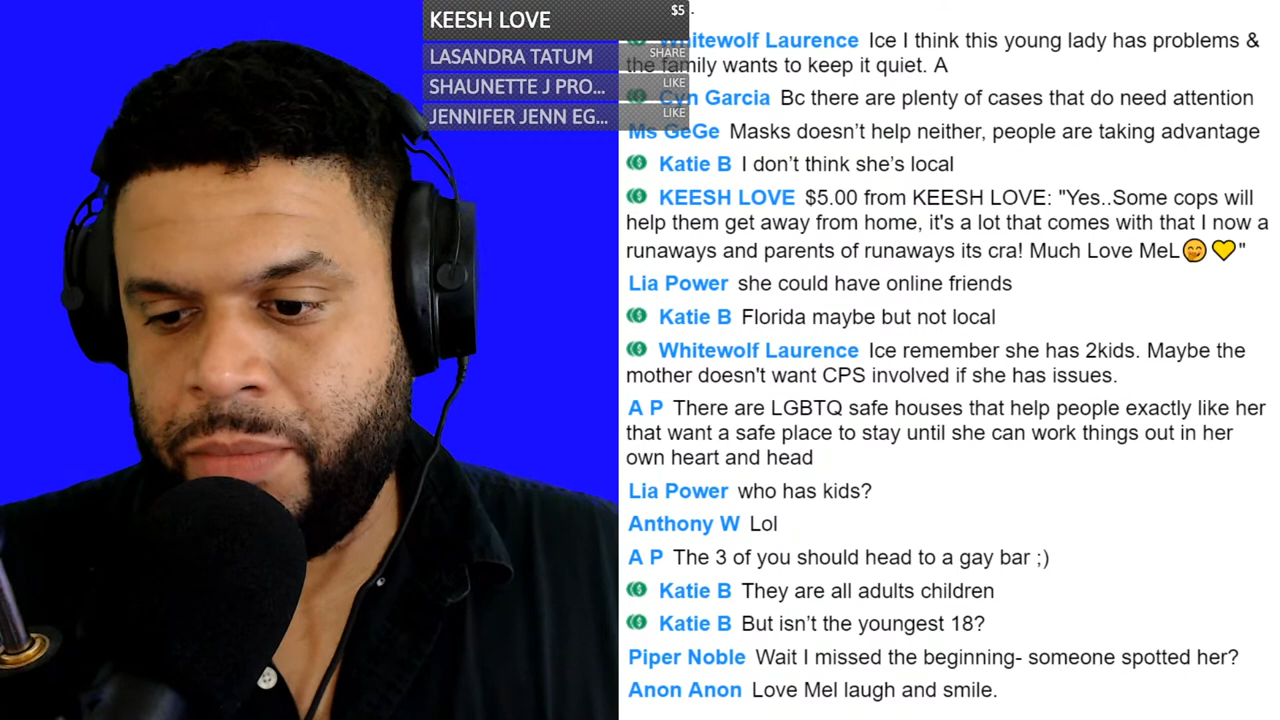 KEESH LOVE $5
LASANDRA TATUM SHARE
SHAUNETTE J PRO... LIKE
JENNIFER JENN EG... LIKE
Whitewolf Laurence Ice I think this young lady has problems &
the family wants to keep it quiet. A
Cyn Garcia Bc there are plenty of cases that do need attention
Ms GeGe Masks doesn't help neither, people are taking advantage
Katie B I don't think she's local
KEESH LOVE $5.00 from KEESH LOVE: "Yes..Some cops will
help them get away from home, it's a lot that comes with that I now a
runaways and parents of runaways its cra! Much Love MeL🤭💛"
Lia Power she could have online friends
Katie B Florida maybe but not local
Whitewolf Laurence Ice remember she has 2kids. Maybe the
mother doesn't want CPS involved if she has issues.
A P There are LGBTQ safe houses that help people exactly like her
that want a safe place to stay until she can work things out in her
own heart and head
Lia Power who has kids?
Anthony W Lol
A P The 3 of you should head to a gay bar ;)
Katie B They are all adults children
Katie B But isn't the youngest 18?
Piper Noble Wait I missed the beginning- someone spotted her?
Anon Anon Love Mel laugh and smile.